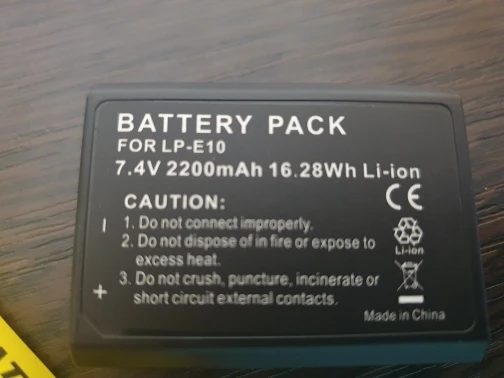 BATTERY PACK
FOR LP-E10
7.4V 2200mAh 16.28Wh Li-ion
CE
CAUTION:
1. Do not connect improperly.
2. Do not dispose of in fire or expose to
excess heat.
3. Do not crush, puncture, incinerate or
short circuit external contacts.
Li-ion
Made in China
- 
+